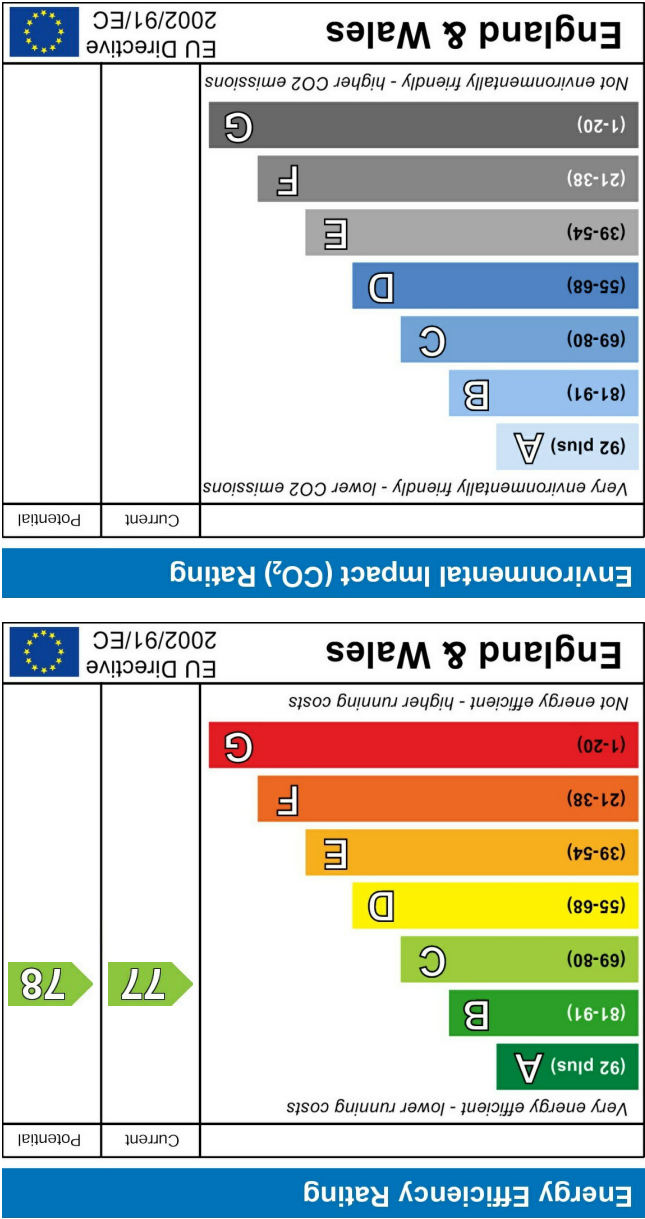 Energy Efficiency Rating
Current Potential
Very energy efficient - lower running costs
(92 plus) A
(81-91) B
(69-80) C
(55-68) D
(39-54) E
(21-38) F
(1-20) G
77 78
Not energy efficient - higher running costs
England & Wales
EU Directive
2002/91/EC
Environmental Impact (CO₂) Rating
Current Potential
Very environmentally friendly - lower CO2 emissions
(92 plus) A
(81-91) B
(69-80) C
(55-68) D
(39-54) E
(21-38) F
(1-20) G
Not environmentally friendly - higher CO2 emissions
England & Wales
EU Directive
2002/91/EC